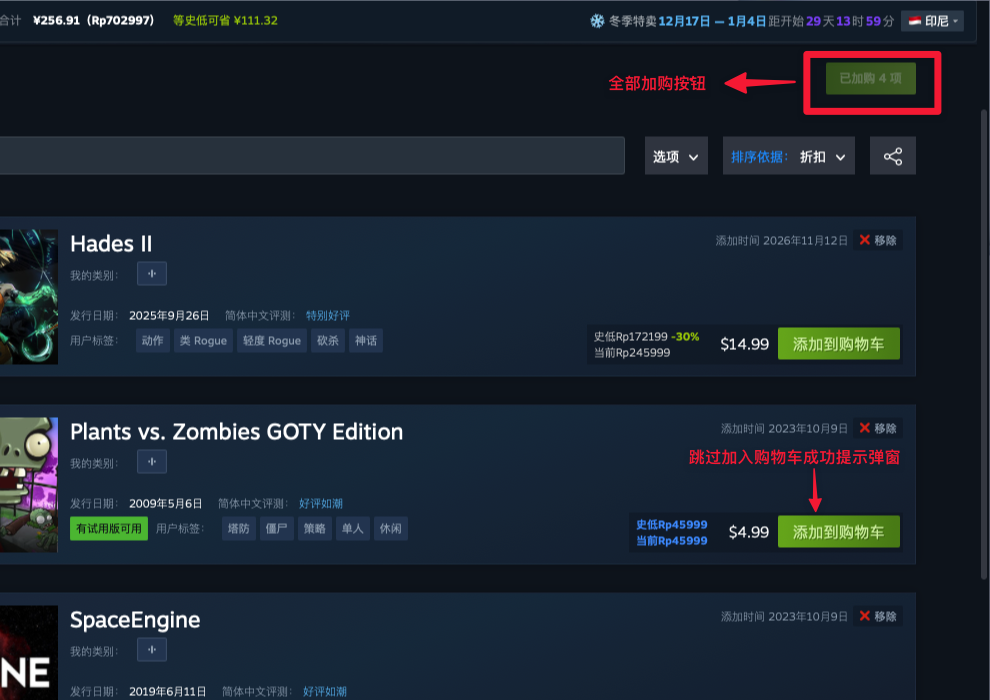 合计 ¥256.91（Rp702997） 等史低可省 ¥111.32 冬季特卖12月17日 — 1月4日距开始29天13时59分 印尼
全部加购按钮 已加购 4 项
选项 排序依据： 折扣
Hades II 添加时间 2026年11月12日 移除
我的类别： +
发行日期： 2025年9月26日 简体中文评测： 特别好评
用户标签： 动作 类 Rogue 轻度 Rogue 砍杀 神话
史低Rp172199 -30%
当前Rp245999 $14.99 添加到购物车
Plants vs. Zombies GOTY Edition 添加时间 2023年10月9日 移除
我的类别： +
跳过加入购物车成功提示弹窗
发行日期： 2009年5月6日 简体中文评测： 好评如潮
有试用版可用 用户标签： 塔防 僵尸 策略 单人 休闲
史低Rp45999
当前Rp45999 $4.99 添加到购物车
SpaceEngine 添加时间 2023年10月9日 移除
我的类别： +
NE
发行日期： 2019年6月11日 简体中文评测： 好评如潮